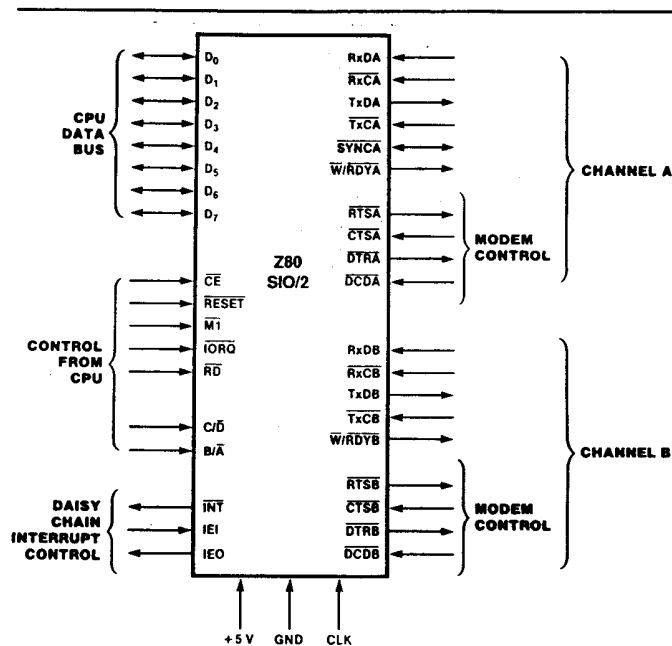 CPU
DATA
BUS
D0
D1
D2
D3
D4
D5
D6
D7
CONTROL
FROM
CPU
CE
RESET
M1
IORQ
RD
C/D
B/A
DAISY
CHAIN
INTERRUPT
CONTROL
INT
IEI
IEO
Z80
SIO/2
RxDA
RxCA
TxDA
TxCA
SYNCA
W/RDYA
RTSA
CTSA
DTRA
DCDA
MODEM
CONTROL
CHANNEL A
RxDB
RxCB
TxDB
TxCB
W/RDYB
RTSB
CTSB
DTRB
DCDB
MODEM
CONTROL
CHANNEL B
+5 V GND CLK